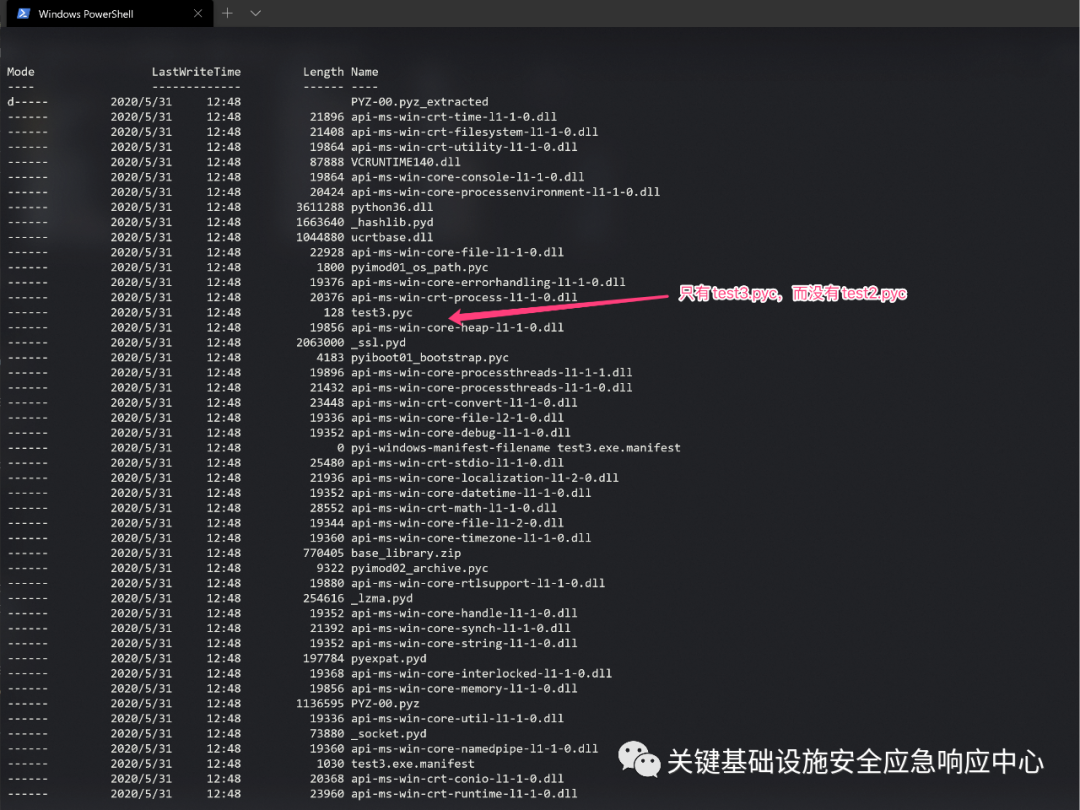 Windows PowerShell
Mode LastWriteTime Length Name
---- ------------- ------ ----
d----- 2020/5/31 12:48 PYZ-00.pyz_extracted
------ 2020/5/31 12:48 21896 api-ms-win-crt-time-l1-1-0.dll
------ 2020/5/31 12:48 21408 api-ms-win-crt-filesystem-l1-1-0.dll
------ 2020/5/31 12:48 19864 api-ms-win-crt-utility-l1-1-0.dll
------ 2020/5/31 12:48 87888 VCRUNTIME140.dll
------ 2020/5/31 12:48 19864 api-ms-win-core-console-l1-1-0.dll
------ 2020/5/31 12:48 20424 api-ms-win-core-processenvironment-l1-1-0.dll
------ 2020/5/31 12:48 3611288 python36.dll
------ 2020/5/31 12:48 1663640 _hashlib.pyd
------ 2020/5/31 12:48 1044880 ucrtbase.dll
------ 2020/5/31 12:48 22928 api-ms-win-core-file-l1-1-0.dll
------ 2020/5/31 12:48 1800 pyimod01_os_path.pyc
------ 2020/5/31 12:48 19376 api-ms-win-core-errorhandling-l1-1-0.dll
------ 2020/5/31 12:48 20376 api-ms-win-crt-process-l1-1-0.dll
只有test3.pyc，而没有test2.pyc
------ 2020/5/31 12:48 128 test3.pyc
------ 2020/5/31 12:48 19856 api-ms-win-core-heap-l1-1-0.dll
------ 2020/5/31 12:48 2063000 _ssl.pyd
------ 2020/5/31 12:48 4183 pyiboot01_bootstrap.pyc
------ 2020/5/31 12:48 19896 api-ms-win-core-processthreads-l1-1-1.dll
------ 2020/5/31 12:48 21432 api-ms-win-core-processthreads-l1-1-0.dll
------ 2020/5/31 12:48 23448 api-ms-win-crt-convert-l1-1-0.dll
------ 2020/5/31 12:48 19336 api-ms-win-core-file-l2-1-0.dll
------ 2020/5/31 12:48 19352 api-ms-win-core-debug-l1-1-0.dll
------ 2020/5/31 12:48 0 pyi-windows-manifest-filename test3.exe.manifest
------ 2020/5/31 12:48 25480 api-ms-win-crt-stdio-l1-1-0.dll
------ 2020/5/31 12:48 21936 api-ms-win-core-localization-l1-2-0.dll
------ 2020/5/31 12:48 19352 api-ms-win-core-datetime-l1-1-0.dll
------ 2020/5/31 12:48 28552 api-ms-win-crt-math-l1-1-0.dll
------ 2020/5/31 12:48 19344 api-ms-win-core-file-l1-2-0.dll
------ 2020/5/31 12:48 19360 api-ms-win-core-timezone-l1-1-0.dll
------ 2020/5/31 12:48 770405 base_library.zip
------ 2020/5/31 12:48 9322 pyimod02_archive.pyc
------ 2020/5/31 12:48 19880 api-ms-win-core-rtlsupport-l1-1-0.dll
------ 2020/5/31 12:48 254616 _lzma.pyd
------ 2020/5/31 12:48 19352 api-ms-win-core-handle-l1-1-0.dll
------ 2020/5/31 12:48 21392 api-ms-win-core-synch-l1-1-0.dll
------ 2020/5/31 12:48 19352 api-ms-win-core-string-l1-1-0.dll
------ 2020/5/31 12:48 197784 pyexpat.pyd
------ 2020/5/31 12:48 19368 api-ms-win-core-interlocked-l1-1-0.dll
------ 2020/5/31 12:48 19856 api-ms-win-core-memory-l1-1-0.dll
------ 2020/5/31 12:48 1136595 PYZ-00.pyz
------ 2020/5/31 12:48 19336 api-ms-win-core-util-l1-1-0.dll
------ 2020/5/31 12:48 73880 _socket.pyd
------ 2020/5/31 12:48 19360 api-ms-win-core-namedpipe-l1-1-0.dll
------ 2020/5/31 12:48 1030 test3.exe.manifest
------ 2020/5/31 12:48 20368 api-ms-win-crt-conio-l1-1-0.dll
------ 2020/5/31 12:48 23960 api-ms-win-crt-runtime-l1-1-0.dll
关键基础设施安全应急响应中心